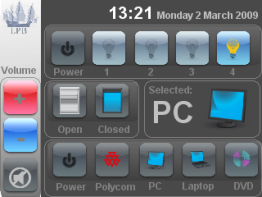 LPB
13:21 Monday 2 March 2009
Volume
+
-
Power 1 2 3 4
Open Closed
Selected:
PC
Power Polycom PC Laptop DVD